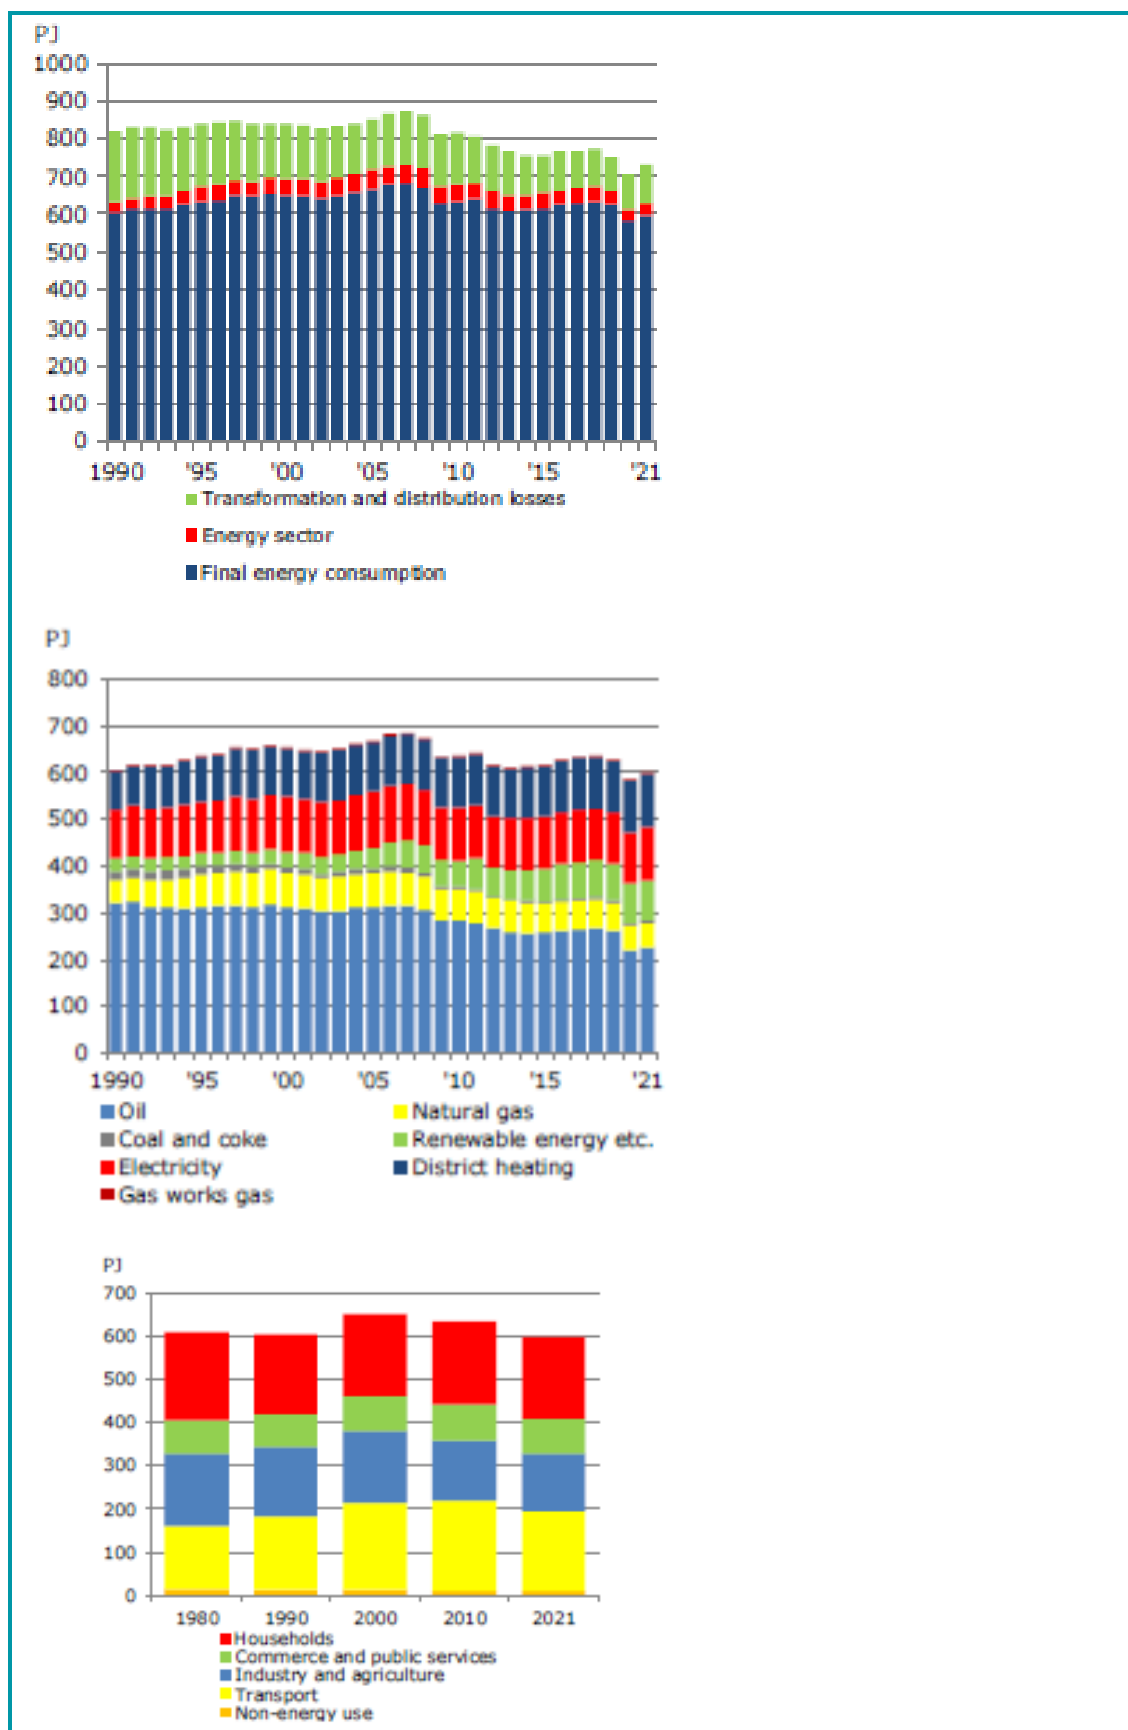 PJ
1000
900
800
700
600
500
400
300
200
100
0
1990 '95 '00 '05 '10 '15 '21
Transformation and distribution losses
Energy sector
Final energy consumption
PJ
800
700
600
500
400
300
200
100
0
1990 '95 '00 '05 '10 '15 '21
Oil Natural gas
Coal and coke Renewable energy etc.
Electricity District heating
Gas works gas
PJ
700
600
500
400
300
200
100
0
1980 1990 2000 2010 2021
Households
Commerce and public services
Industry and agriculture
Transport
Non-energy use